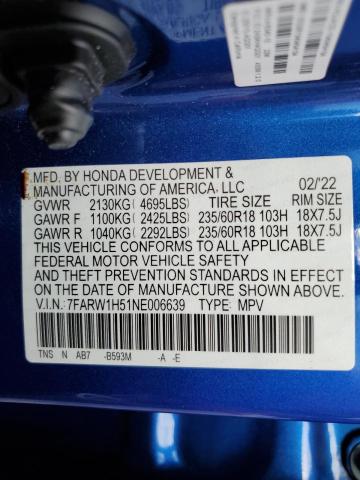 MFD. BY HONDA DEVELOPMENT &
MANUFACTURING OF AMERICA, LLC 02/'22
GVWR 2130KG( 4695LBS) TIRE SIZE RIM SIZE
GAWR F 1100KG( 2425LBS) 235/60R18 103H 18X7.5J
GAWR R 1040KG( 2292LBS) 235/60R18 103H 18X7.5J
THIS VEHICLE CONFORMS TO ALL APPLICABLE
FEDERAL MOTOR VEHICLE SAFETY
AND THEFT PREVENTION STANDARDS IN EFFECT
ON THE DATE OF MANUFACTURE SHOWN ABOVE.
V.I.N.: 7FARW1H51NE006639 TYPE: MPV
TNS N AB7 -B593M -A -E